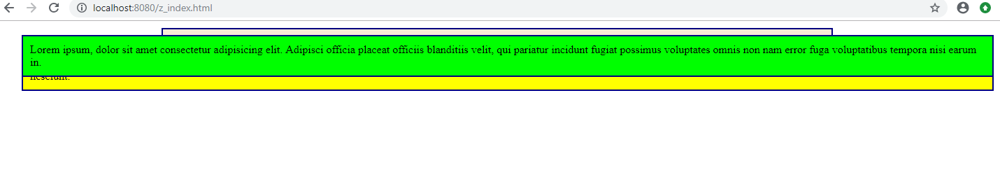 localhost:8080/z_index.html
Lorem ipsum, dolor sit amet consectetur adipisicing elit. Adipisci officia placeat officiis blanditiis velit, qui pariatur incidunt fugiat possimus voluptates omnis non nam error fuga voluptatibus tempora nisi earum
in.
nesciunt.